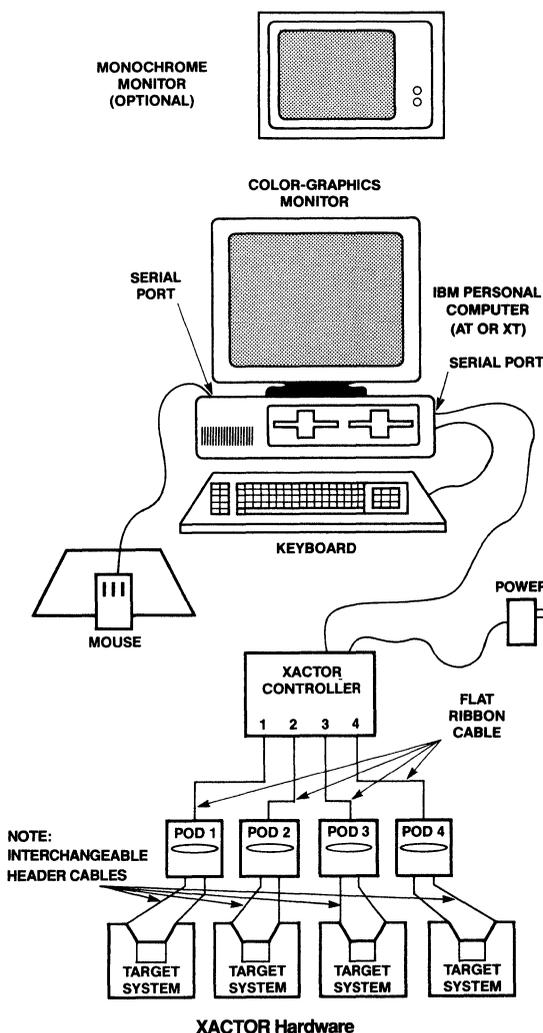 MONOCHROME
MONITOR
(OPTIONAL)
COLOR-GRAPHICS
MONITOR
SERIAL
PORT
IBM PERSONAL
COMPUTER
(AT OR XT)
SERIAL PORT
KEYBOARD
MOUSE
POWER
XACTOR
CONTROLLER
1 2 3 4
FLAT
RIBBON
CABLE
POD 1 POD 2 POD 3 POD 4
NOTE:
INTERCHANGEABLE
HEADER CABLES
TARGET
SYSTEM
TARGET
SYSTEM
TARGET
SYSTEM
TARGET
SYSTEM
XACTOR Hardware